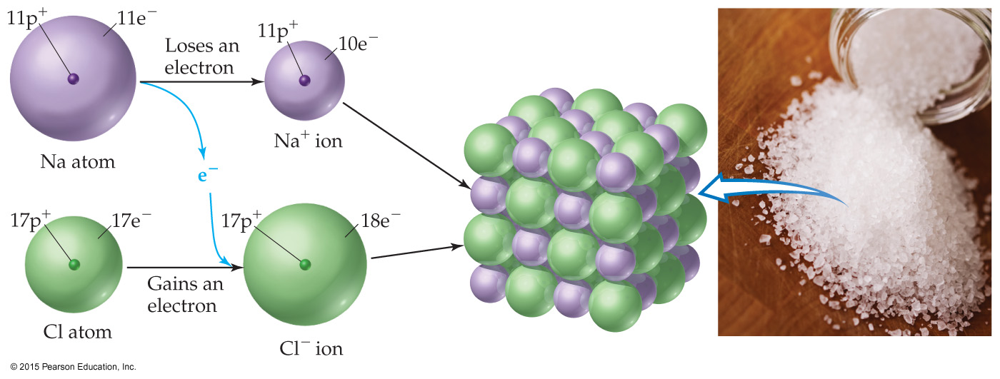 11p⁺
11e⁻
Loses an
electron
11p⁺
10e⁻
Na atom
Na⁺ ion
e⁻
17p⁺
17e⁻
17p⁺
18e⁻
Gains an
electron
Cl atom
Cl⁻ ion
© 2015 Pearson Education, Inc.